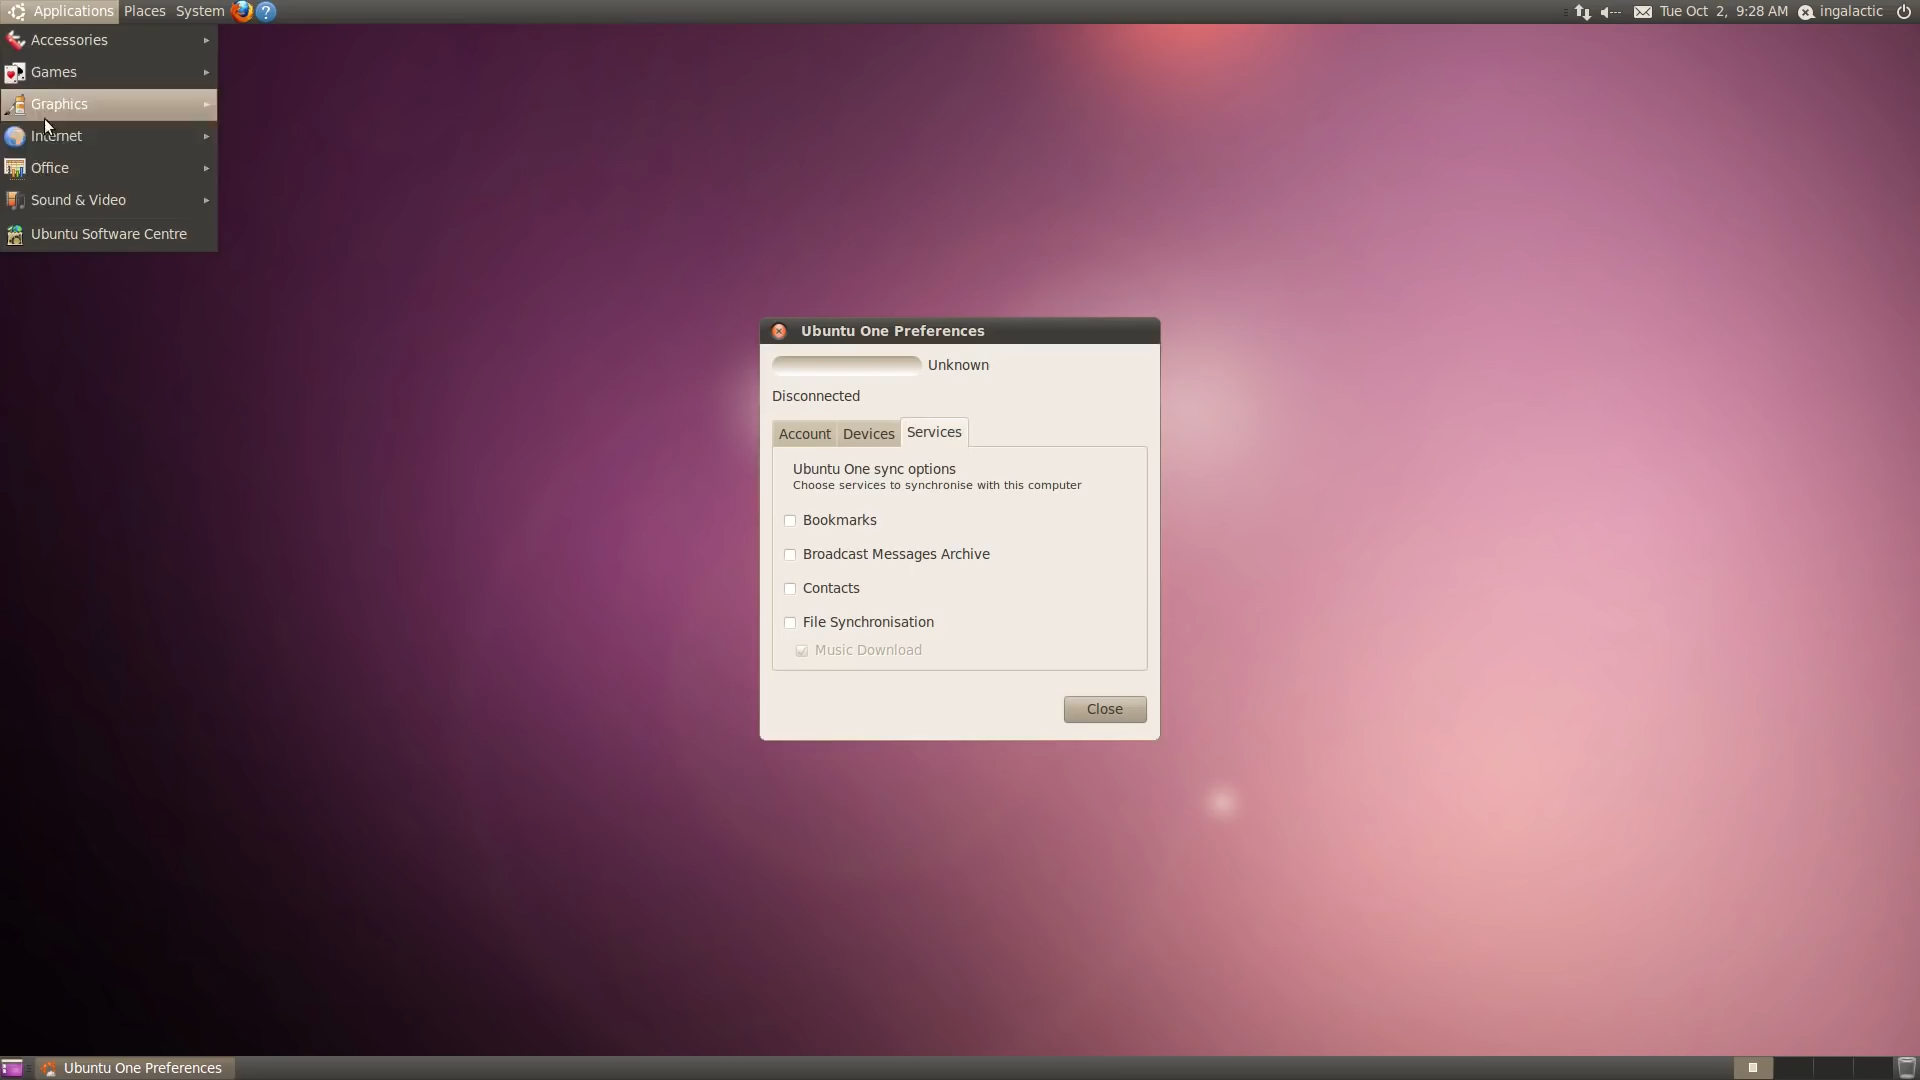 Applications Places System
Tue Oct 2, 9:28 AM ingalactic
Accessories
Games
Graphics
Internet
Office
Sound & Video
Ubuntu Software Centre
Ubuntu One Preferences
Unknown
Disconnected
Account Devices Services
Ubuntu One sync options
Choose services to synchronise with this computer
Bookmarks
Broadcast Messages Archive
Contacts
File Synchronisation
Music Download
Close
Ubuntu One Preferences